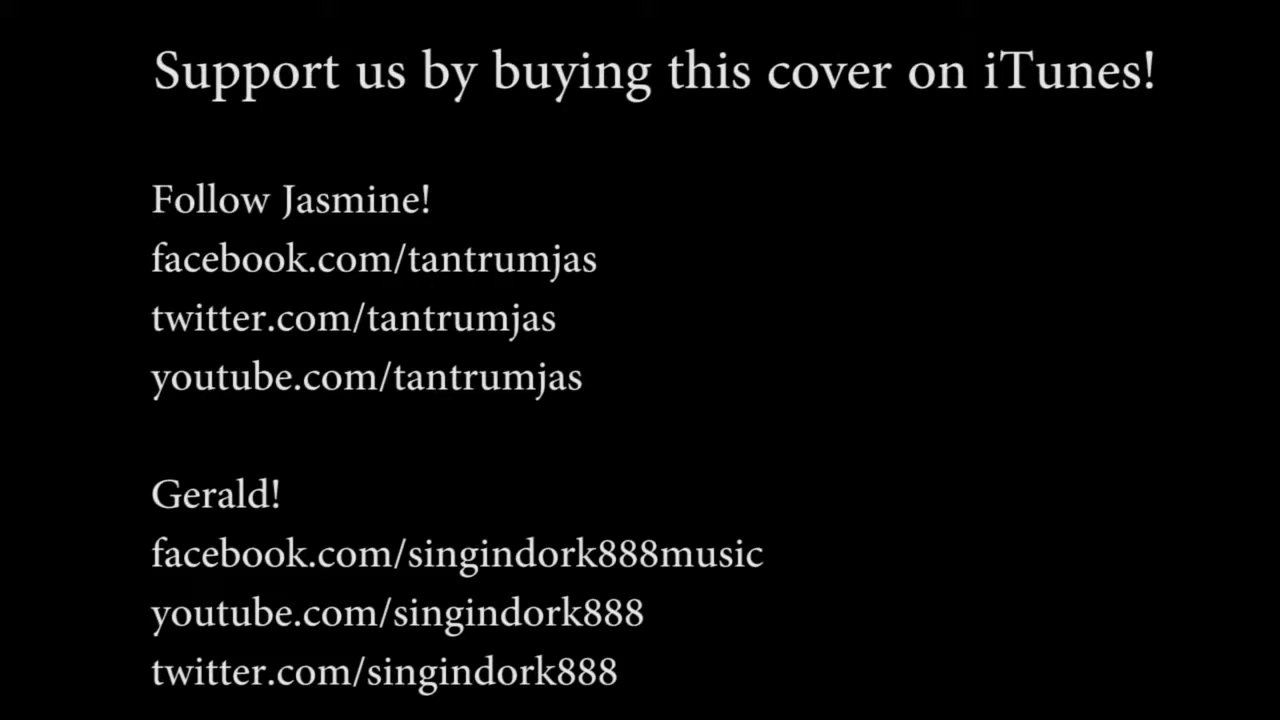 Support us by buying this cover on iTunes!
Follow Jasmine!
facebook.com/tantrumjas
twitter.com/tantrumjas
youtube.com/tantrumjas
Gerald!
facebook.com/singindork888music
youtube.com/singindork888
twitter.com/singindork888